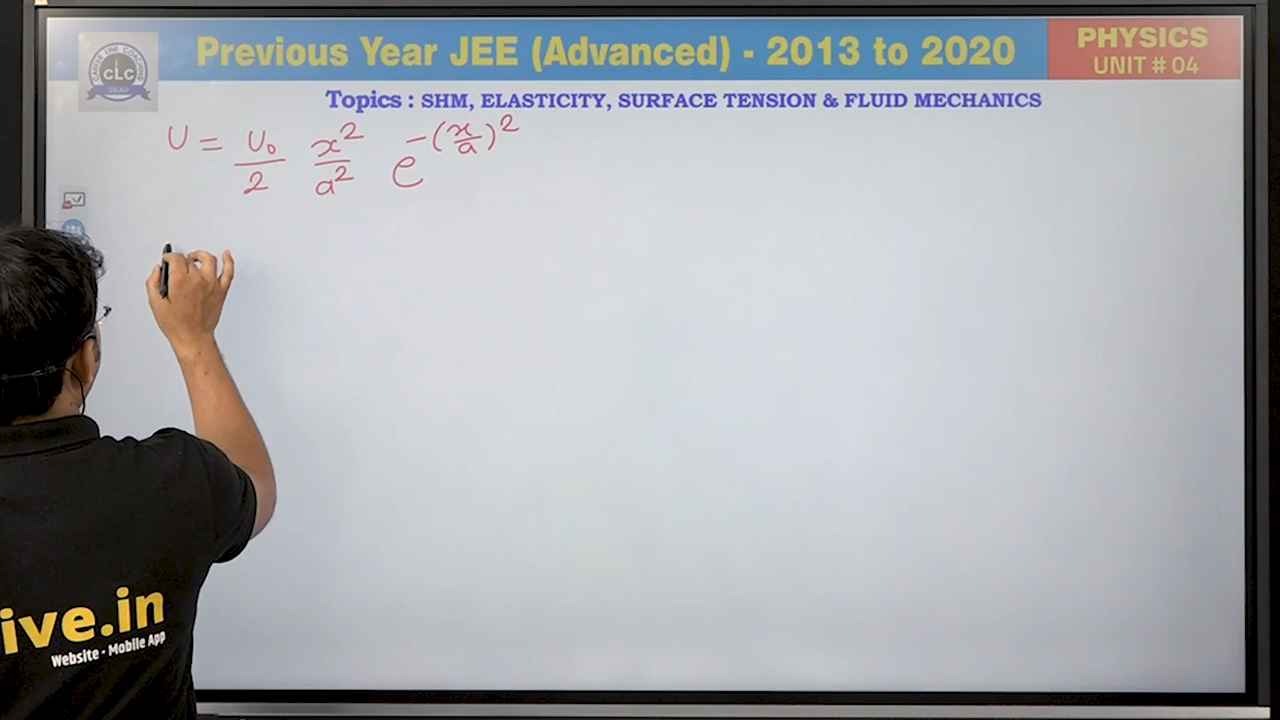 Previous Year JEE (Advanced) - 2013 to 2020
PHYSICS
UNIT # 04
CLC
Topics : SHM, ELASTICITY, SURFACE TENSION & FLUID MECHANICS
U = U₀/2 x²/a² e^-(x/a)²
ive.in
Website · Mobile App